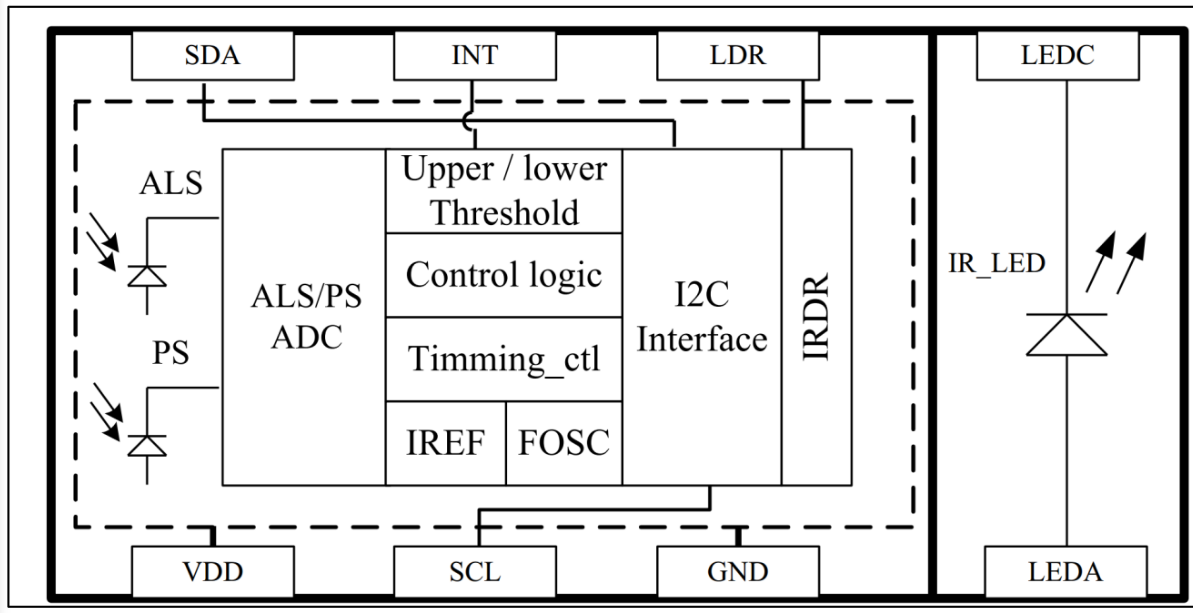 SDA
INT
LDR
LEDC
ALS
PS
ALS/PS
ADC
Upper / lower
Threshold
Control logic
Timming_ctl
IREF
FOSC
I2C
Interface
IRDR
IR_LED
VDD
SCL
GND
LEDA